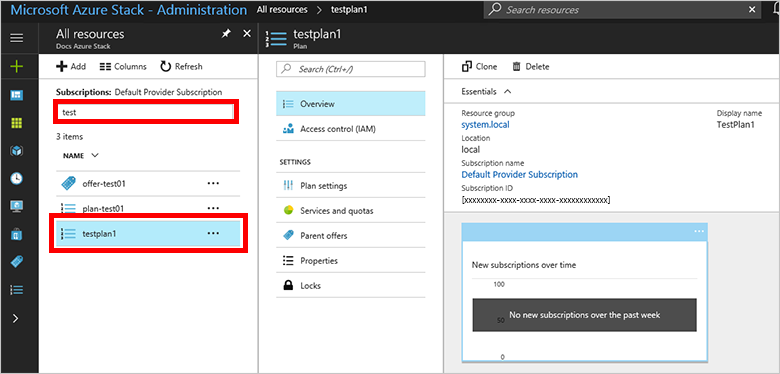 Microsoft Azure Stack - Administration All resources > testplan1 Search resources
All resources
Docs Azure Stack
Add Columns Refresh
Subscriptions: Default Provider Subscription
test
3 items
NAME
offer-test01 ...
plan-test01 ...
testplan1 ...
testplan1
Plan
Search (Ctrl+/)
Overview
Access control (IAM)
SETTINGS
Plan settings
Services and quotas
Parent offers
Properties
Locks
Clone Delete
Essentials
Resource group
system.local
Location
local
Subscription name
Default Provider Subscription
Subscription ID
[xxxxxxxx-xxxx-xxxx-xxxx-xxxxxxxxxxxx]
Display name
TestPlan1
...
New subscriptions over time
100
50
No new subscriptions over the past week
0